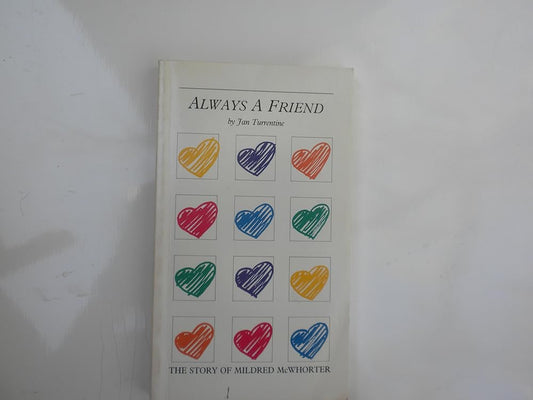 ALWAYS A FRIEND
by Jan Turrentine
THE STORY OF MILDRED McWHORTER